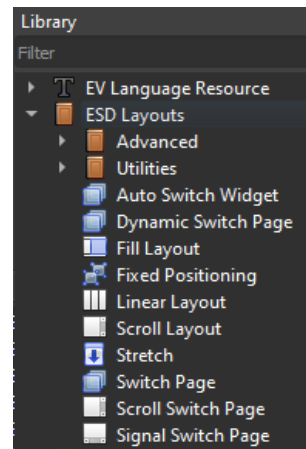 Library
Filter
EV Language Resource
ESD Layouts
Advanced
Utilities
Auto Switch Widget
Dynamic Switch Page
Fill Layout
Fixed Positioning
Linear Layout
Scroll Layout
Stretch
Switch Page
Scroll Switch Page
Signal Switch Page